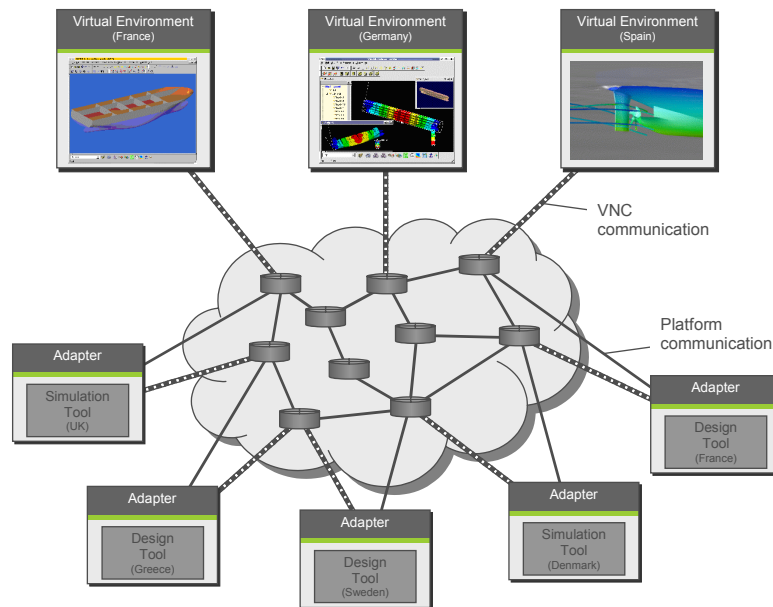 Virtual Environment
(France)
Virtual Environment
(Germany)
Virtual Environment
(Spain)
VNC
communication
Platform
communication
Adapter
Simulation
Tool
(UK)
Adapter
Design
Tool
(France)
Adapter
Design
Tool
(Greece)
Adapter
Design
Tool
(Sweden)
Adapter
Simulation
Tool
(Denmark)